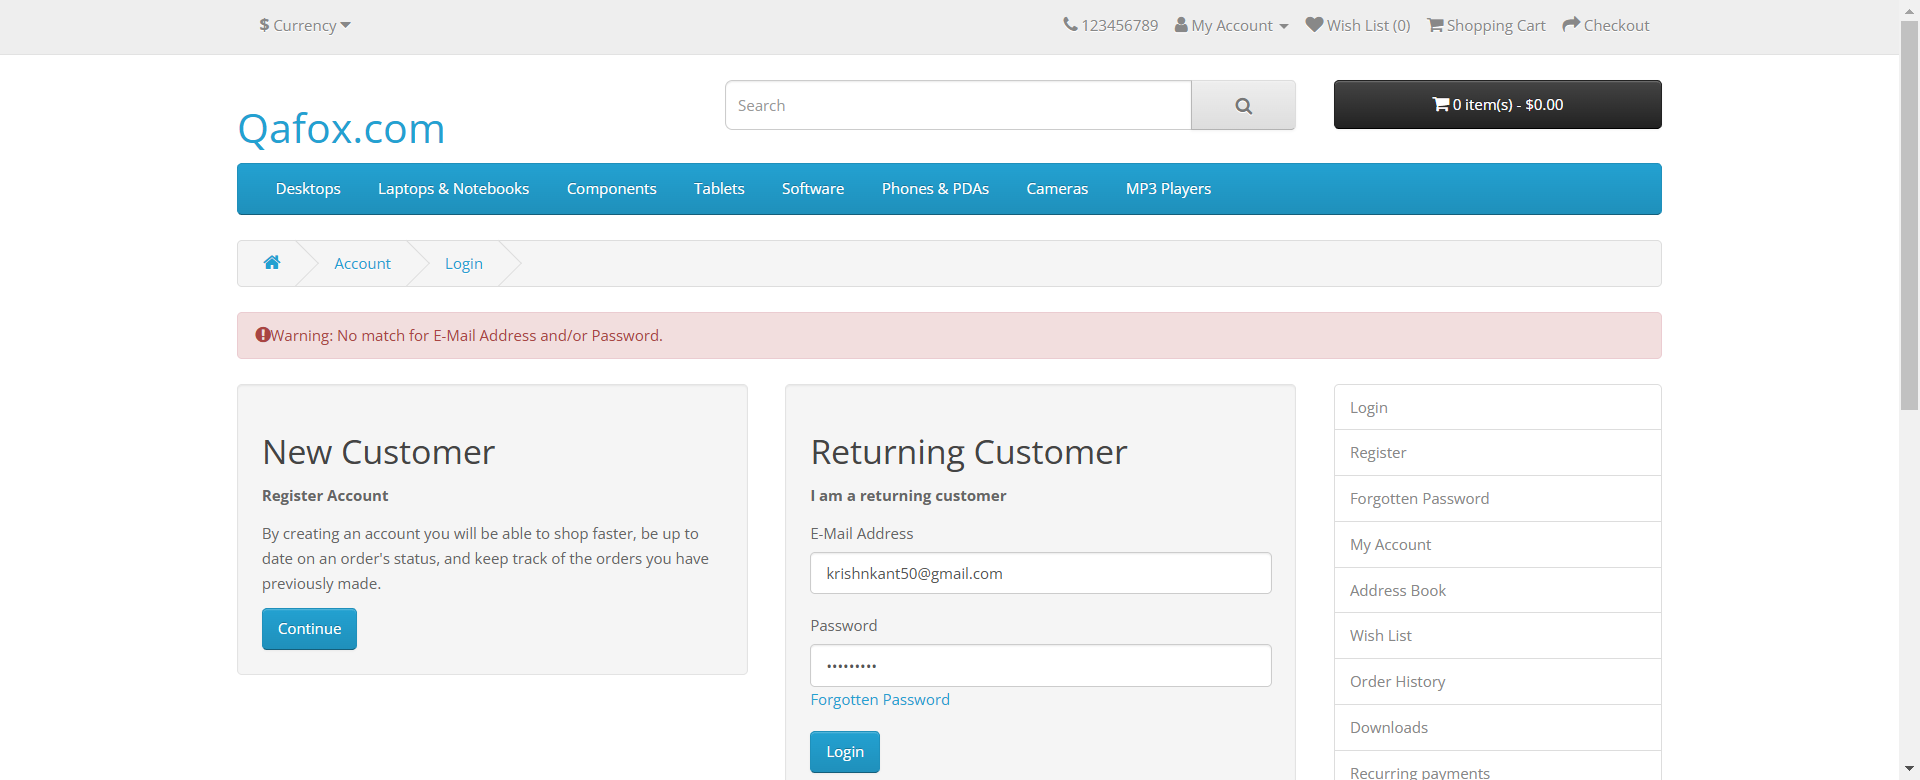 $ Currency
123456789 My Account Wish List (0) Shopping Cart Checkout
Qafox.com
Search
0 item(s) - $0.00
Desktops Laptops & Notebooks Components Tablets Software Phones & PDAs Cameras MP3 Players
Account Login
Warning: No match for E-Mail Address and/or Password.
New Customer
Register Account
By creating an account you will be able to shop faster, be up to
date on an order's status, and keep track of the orders you have
previously made.
Continue
Returning Customer
I am a returning customer
E-Mail Address
krishnkant50@gmail.com
Password
•••••••••
Forgotten Password
Login
Login
Register
Forgotten Password
My Account
Address Book
Wish List
Order History
Downloads
Recurring payments